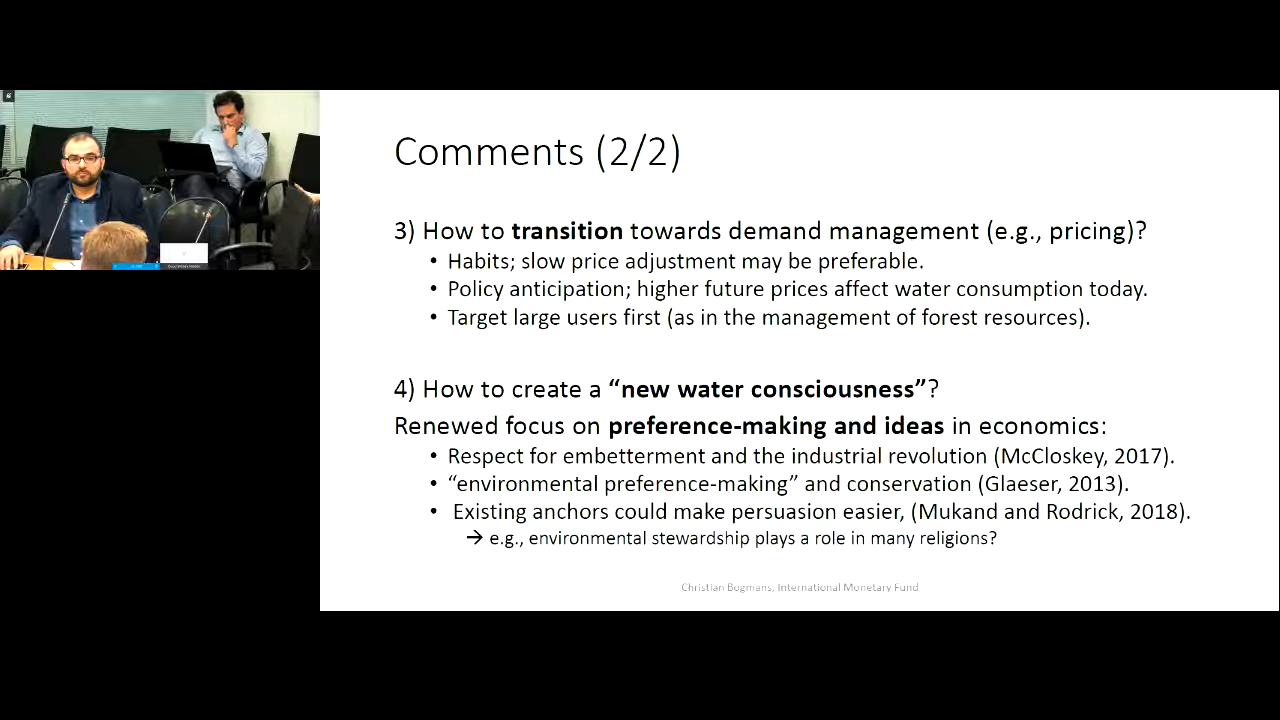 Comments (2/2)
3) How to transition towards demand management (e.g., pricing)?
• Habits; slow price adjustment may be preferable.
• Policy anticipation; higher future prices affect water consumption today.
• Target large users first (as in the management of forest resources).
4) How to create a “new water consciousness”?
Renewed focus on preference-making and ideas in economics:
• Respect for embetterment and the industrial revolution (McCloskey, 2017).
• “environmental preference-making” and conservation (Glaeser, 2013).
• Existing anchors could make persuasion easier, (Mukand and Rodrick, 2018).
→ e.g., environmental stewardship plays a role in many religions?
Christian Bogmans, International Monetary Fund